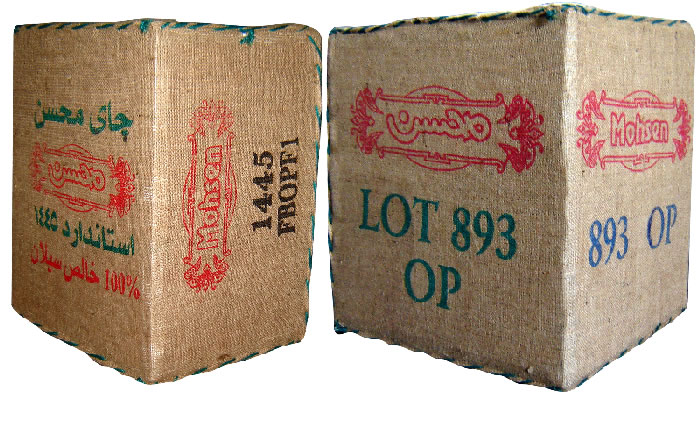 چای محسن
محسن
استاندارد ۱۴۴۵
100% خالص سیلان
Mohsen
1445
FBOPF1
محسن
LOT 893
OP
Mohsen
893 OP